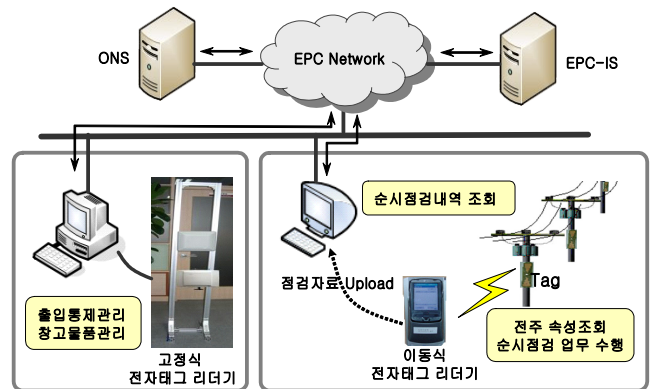 ONS
EPC Network
EPC-IS
출입통제관리
창고물품관리
고정식
전자태그 리더기
순시점검내역 조회
점검자료 Upload
Tag
이동식
전자태그 리더기
전주 속성조회
순시점검 업무 수행